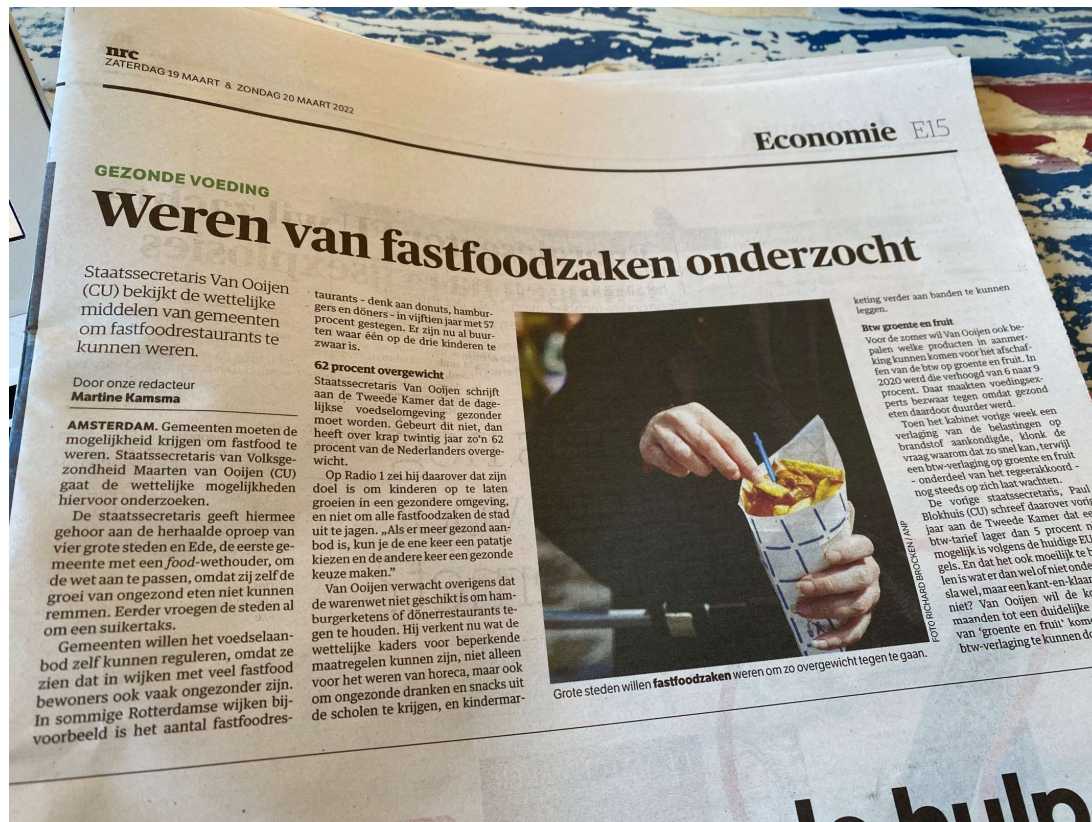 nrc
ZATERDAG 19 MAART & ZONDAG 20 MAART 2022
Economie E15
GEZONDE VOEDING
Weren van fastfoodzaken onderzocht
Staatssecretaris Van Ooijen
(CU) bekijkt de wettelijke
middelen van gemeenten
om fastfoodrestaurants te
kunnen weren.
Door onze redacteur
Martine Kamsma
AMSTERDAM. Gemeenten moeten de
mogelijkheid krijgen om fastfood te
weren. Staatssecretaris van Volksge-
zondheid Maarten van Ooijen (CU)
gaat de wettelijke mogelijkheden
hiervoor onderzoeken.
De staatssecretaris geeft hiermee
gehoor aan de herhaalde oproep van
vier grote steden en Ede, de eerste ge-
meente met een food-wethouder, om
de wet aan te passen, omdat zij zelf de
groei van ongezond eten niet kunnen
remmen. Eerder vroegen de steden al
om een suikertaks.
Gemeenten willen het voedselaan-
bod zelf kunnen reguleren, omdat ze
zien dat in wijken met veel fastfood
bewoners ook vaak ongezonder zijn.
In sommige Rotterdamse wijken bij-
voorbeeld is het aantal fastfoodres-
taurants – denk aan donuts, hambur-
gers en döners – in vijftien jaar met 57
procent gestegen. Er zijn nu al buur-
ten waar één op de drie kinderen te
zwaar is.
62 procent overgewicht
Staatssecretaris Van Ooijen schrijft
aan de Tweede Kamer dat de dage-
lijkse voedselomgeving gezonder
moet worden. Gebeurt dit niet, dan
heeft over krap twintig jaar zo'n 62
procent van de Nederlanders overge-
wicht.
Op Radio 1 zei hij daarover dat zijn
doel is om kinderen op te laten
groeien in een gezondere omgeving,
en niet om alle fastfoodzaken de stad
uit te jagen. „Als er meer gezond aan-
bod is, kun je de ene keer een patatje
kiezen en de andere keer een gezonde
keuze maken.”
Van Ooijen verwacht overigens dat
de warenwet niet geschikt is om ham-
burgerketens of dönerrestaurants te-
gen te houden. Hij verkent nu wat de
wettelijke kaders voor beperkende
maatregelen kunnen zijn, niet alleen
voor het weren van horeca, maar ook
om ongezonde dranken en snacks uit
de scholen te krijgen, en kindermar-
keting verder aan banden te kunnen
leggen.
Btw groente en fruit
Voor de zomer wil Van Ooijen ook be-
palen welke producten in aanmer-
king kunnen komen voor het afschaf-
fen van de btw op groente en fruit. In
2020 werd die verhoogd van 6 naar 9
procent. Daar maakten voedingsex-
perts bezwaar tegen omdat gezond
eten daardoor duurder werd.
Toen het kabinet vorige week een
verlaging van de belastingen op
brandstof aankondigde, klonk de
vraag waarom dat zo snel kan, terwijl
een btw-verlaging op groente en fruit
– onderdeel van het regeerakkoord –
nog steeds op zich laat wachten.
De vorige staatssecretaris, Paul
Blokhuis (CU) schreef daarover vorig
jaar aan de Tweede Kamer dat ee
btw-tarief lager dan 5 procent n
mogelijk is volgens de huidige EU
gels. En dat het ook moeilijk te b
len is wat er dan wel of niet onde
sla wel, maar een kant-en-klaa
niet? Van Ooijen wil de ko
maanden tot een duidelijke
van 'groente en fruit' kom
btw-verlaging te kunnen d
FOTO RICHARD BROCKEN / ANP
Grote steden willen fastfoodzaken weren om zo overgewicht tegen te gaan.
de hulp